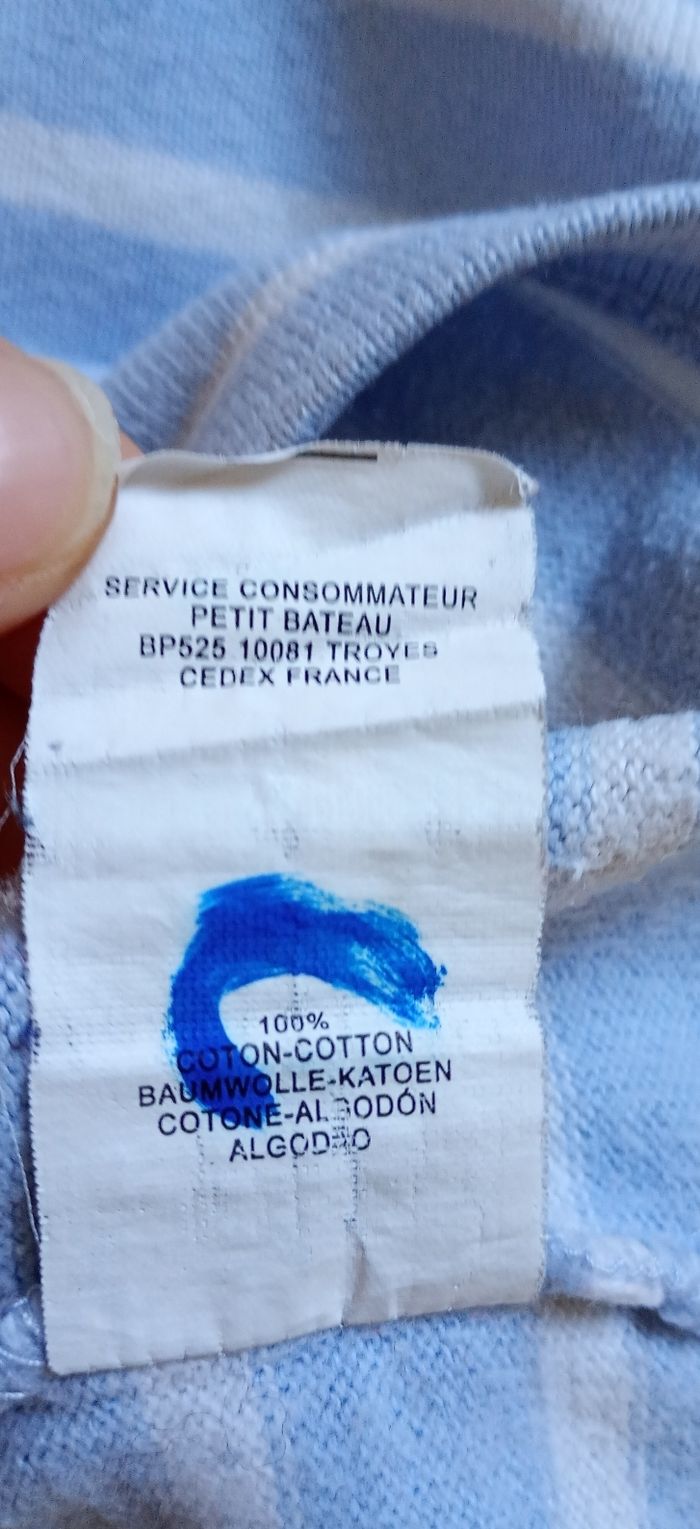 SERVICE CONSOMMATEUR
PETIT BATEAU
BP525 10081 TROYES
CEDEX FRANCE
100%
COTON-COTTON
BAUMWOLLE-KATOEN
COTONE-ALGODÓN
ALGODÃO